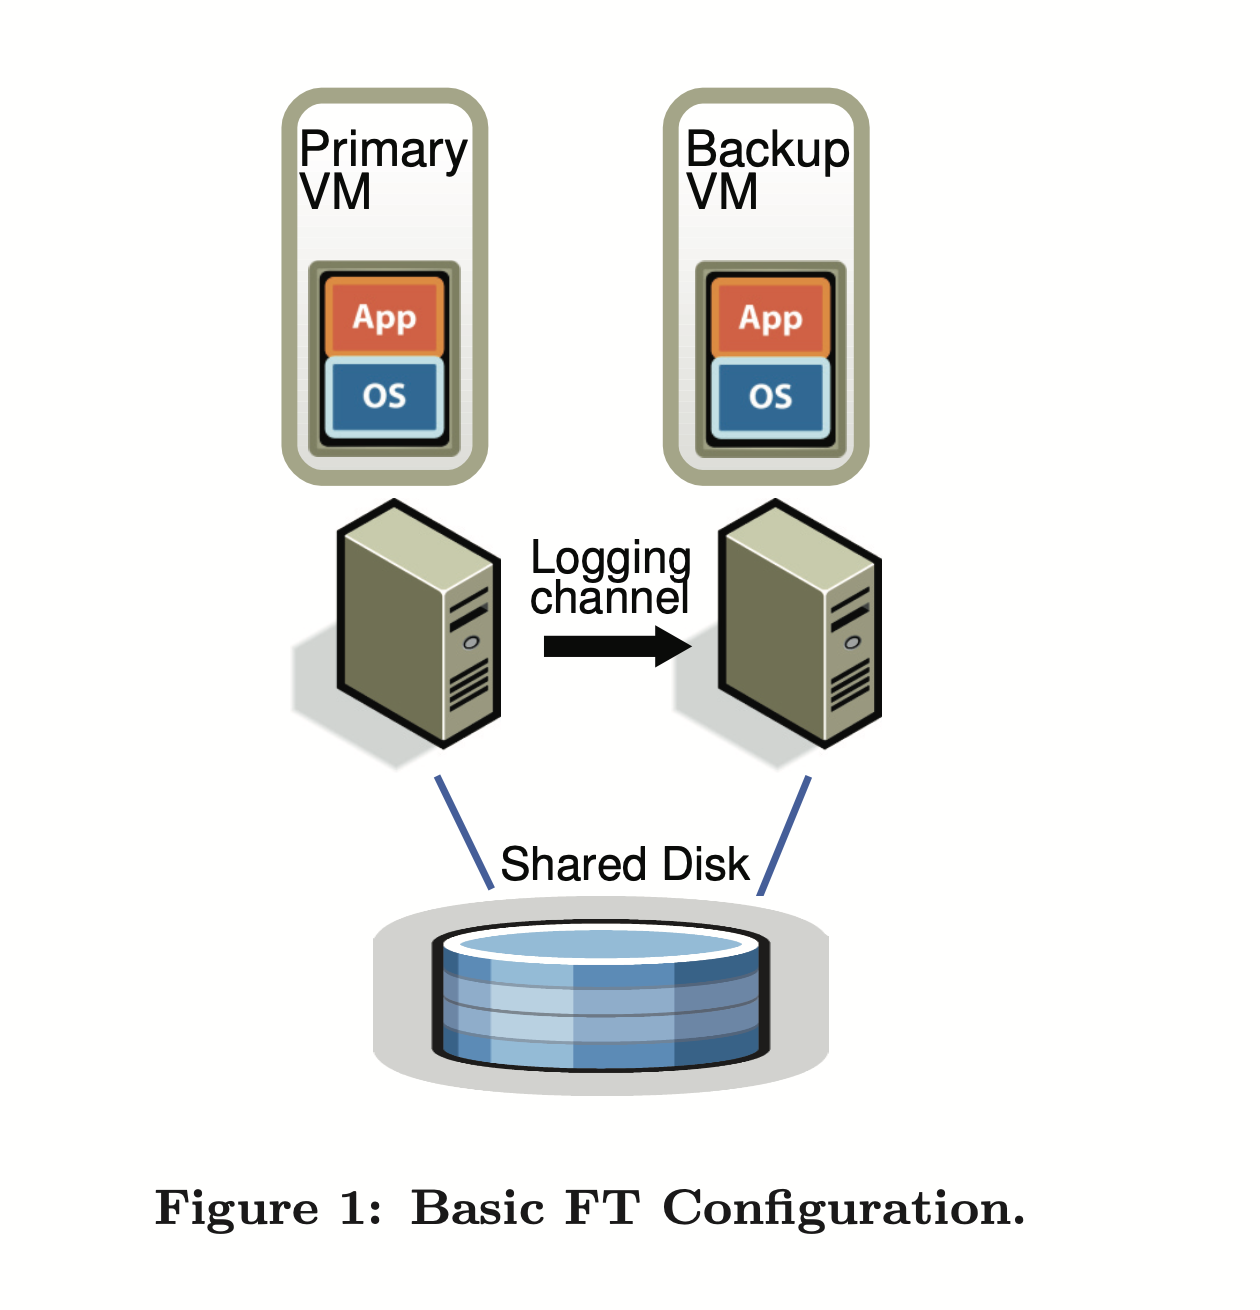 Primary
VM
Backup
VM
App
OS
App
OS
Logging
channel
Shared Disk
Figure 1: Basic FT Configuration.